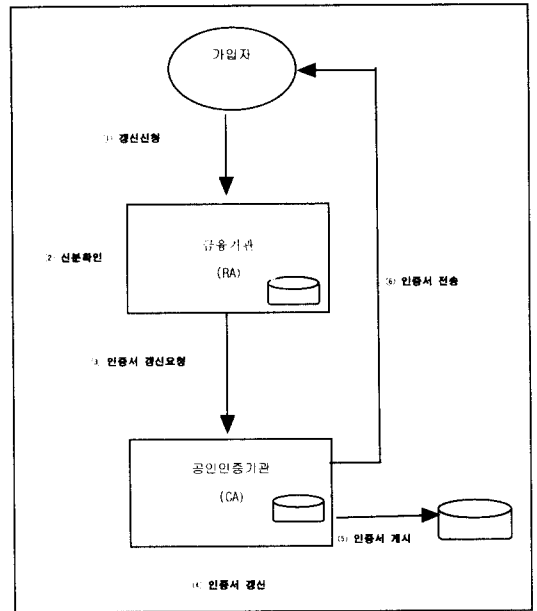 가입자
(1) 갱신신청
금융기관
(2) 신분확인
(RA)
(6) 인증서 전송
(3) 인증서 갱신요청
공인인증기관
(CA)
(5) 인증서 게시
(4) 인증서 갱신